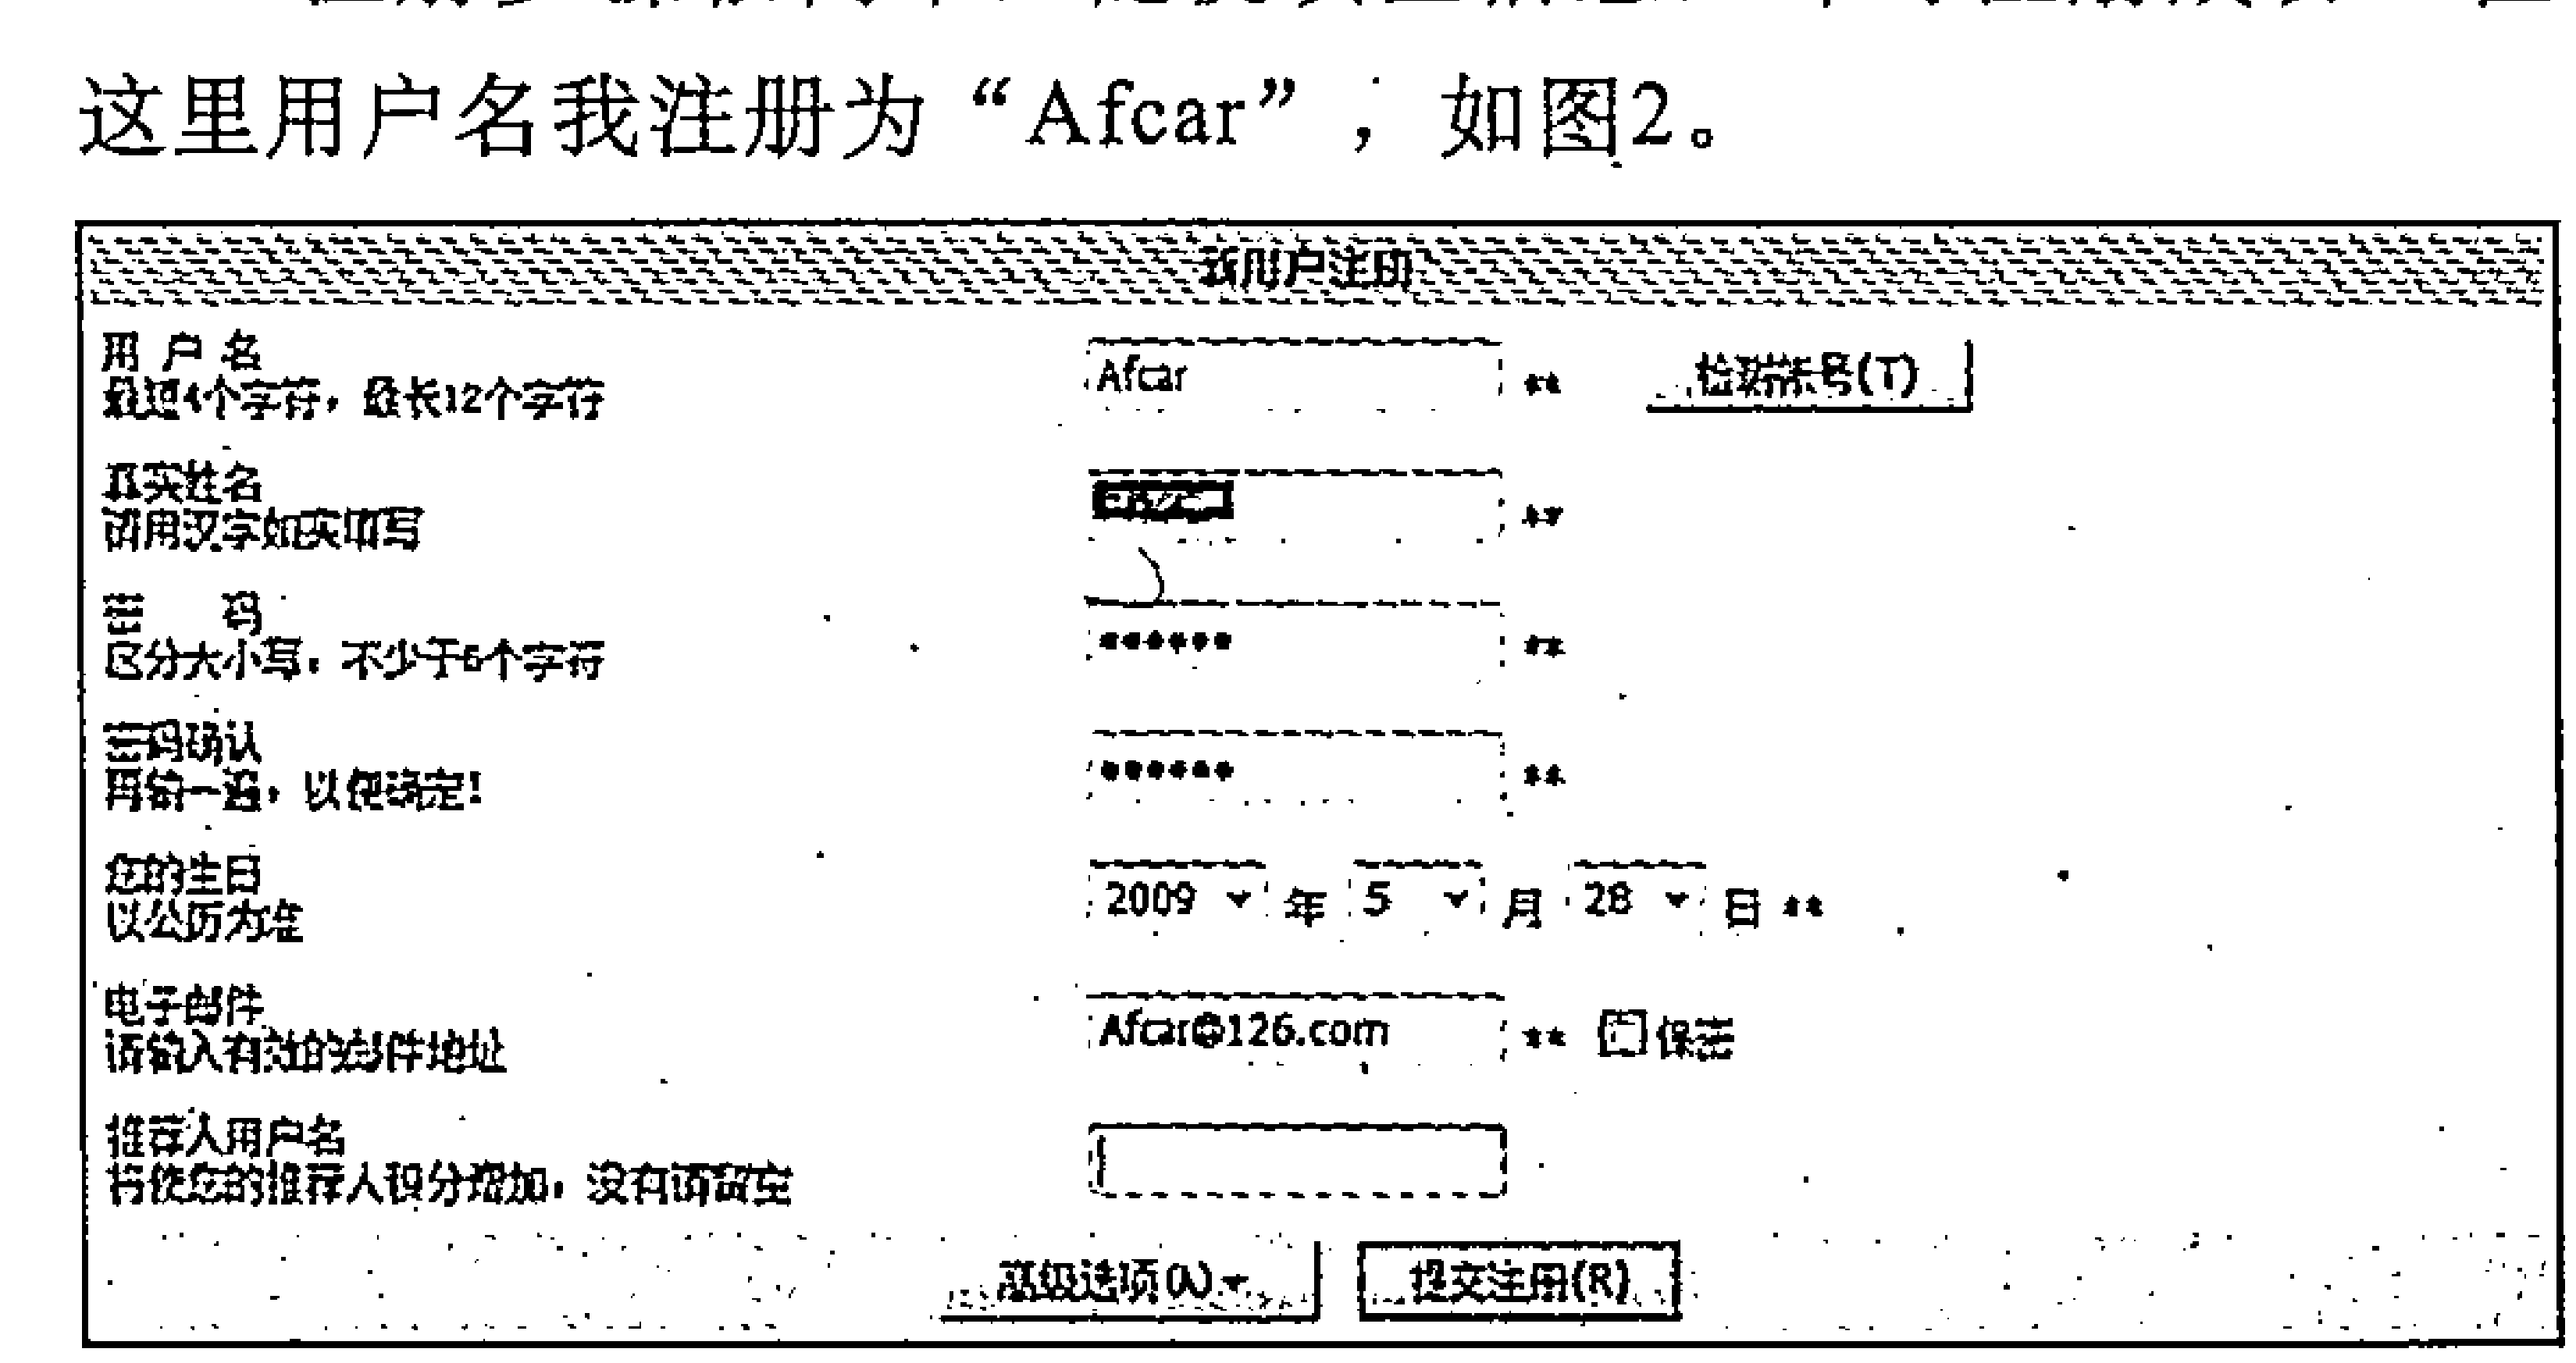 这里用户名我注册为“Afcar”，如图2。
新用户注册
用 户 名
最短4个字符，最长12个字符
Afcar ** 检测帐号(T)
真实姓名
请用汉字如实填写
**
密 码
区分大小写，不少于6个字符
****** **
密码确认
再输一遍，以便确定!
****** **
您的生日
以公历为准
2009 年 5 月 28 日 **
电子邮件
请输入有效的邮件地址
Afcar@126.com ** 保密
推荐人用户名
将使您的推荐人积分增加，没有请留空
高级选项(A) 提交注册(R)